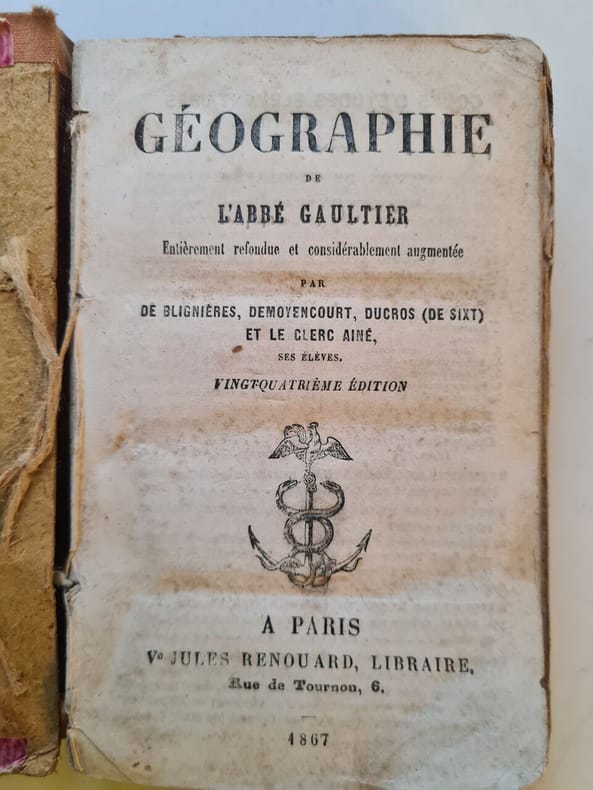 GÉOGRAPHIE
DE
L'ABBÉ GAULTIER
Entièrement refondue et considérablement augmentée
PAR
DE BLIGNIÈRES, DEMOYENCOURT, DUCROS (DE SIXT)
ET LE CLERC AINÉ,
SES ÉLÈVES.
VINGT-QUATRIÈME ÉDITION
A PARIS
Vᵉ JULES RENOUARD, LIBRAIRE,
Rue de Tournon, 6.
1867